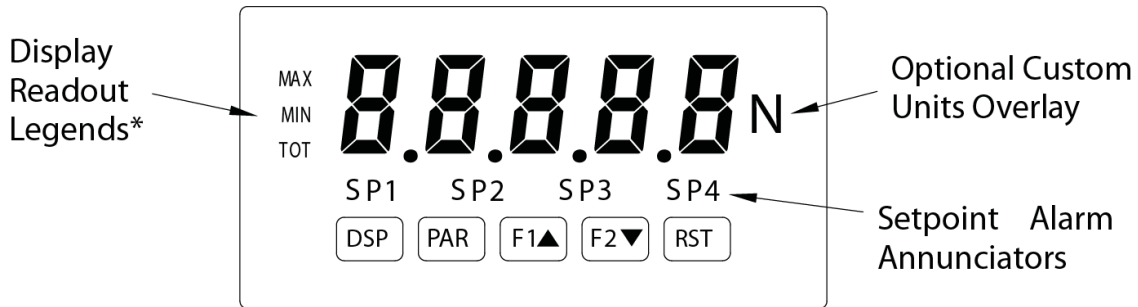 Display
Readout
Legends*
MAX
MIN
TOT
8.8.8.8.8
N
Optional Custom
Units Overlay
SP1 SP2 SP3 SP4
Setpoint Alarm
Annunciators
DSP PAR F1▲ F2▼ RST